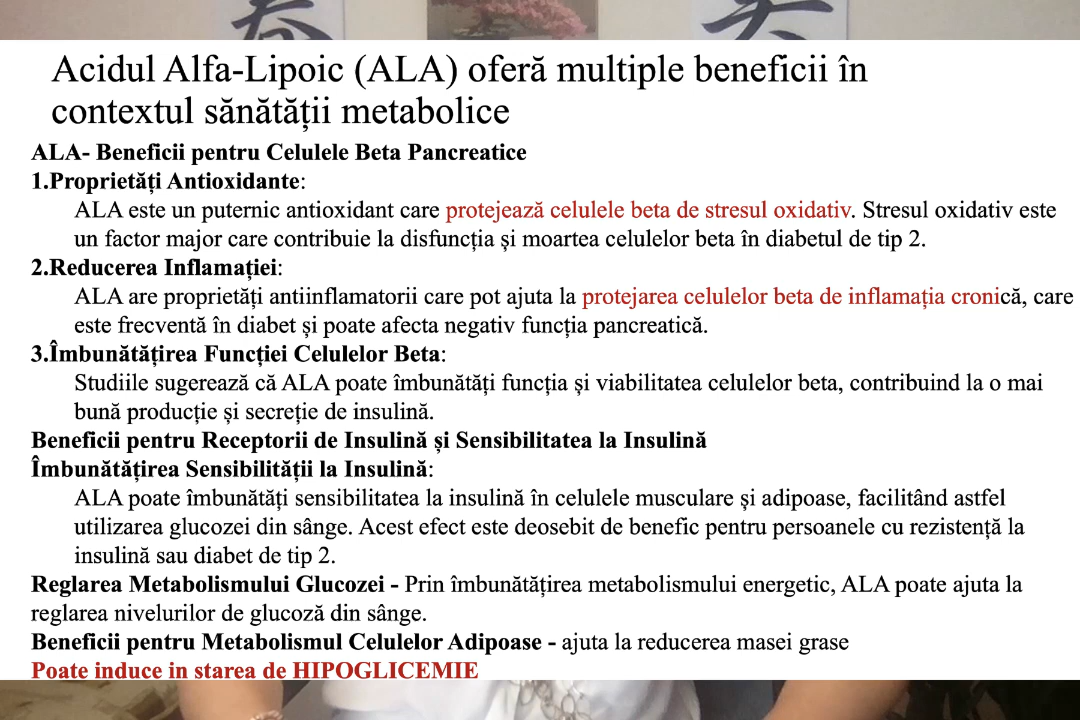 Acidul Alfa-Lipoic (ALA) oferă multiple beneficii în
contextul sănătății metabolice
ALA- Beneficii pentru Celulele Beta Pancreatice
1.Proprietăți Antioxidante:
ALA este un puternic antioxidant care protejează celulele beta de stresul oxidativ. Stresul oxidativ este
un factor major care contribuie la disfuncția și moartea celulelor beta în diabetul de tip 2.
2.Reducerea Inflamației:
ALA are proprietăți antiinflamatorii care pot ajuta la protejarea celulelor beta de inflamația cronică, care
este frecventă în diabet și poate afecta negativ funcția pancreatică.
3.Îmbunătățirea Funcției Celulelor Beta:
Studiile sugerează că ALA poate îmbunătăți funcția și viabilitatea celulelor beta, contribuind la o mai
bună producție și secreție de insulină.
Beneficii pentru Receptorii de Insulină și Sensibilitatea la Insulină
Îmbunătățirea Sensibilității la Insulină:
ALA poate îmbunătăți sensibilitatea la insulină în celulele musculare și adipoase, facilitând astfel
utilizarea glucozei din sânge. Acest efect este deosebit de benefic pentru persoanele cu rezistență la
insulină sau diabet de tip 2.
Reglarea Metabolismului Glucozei - Prin îmbunătățirea metabolismului energetic, ALA poate ajuta la
reglarea nivelurilor de glucoză din sânge.
Beneficii pentru Metabolismul Celulelor Adipoase - ajuta la reducerea masei grase
Poate induce in starea de HIPOGLICEMIE